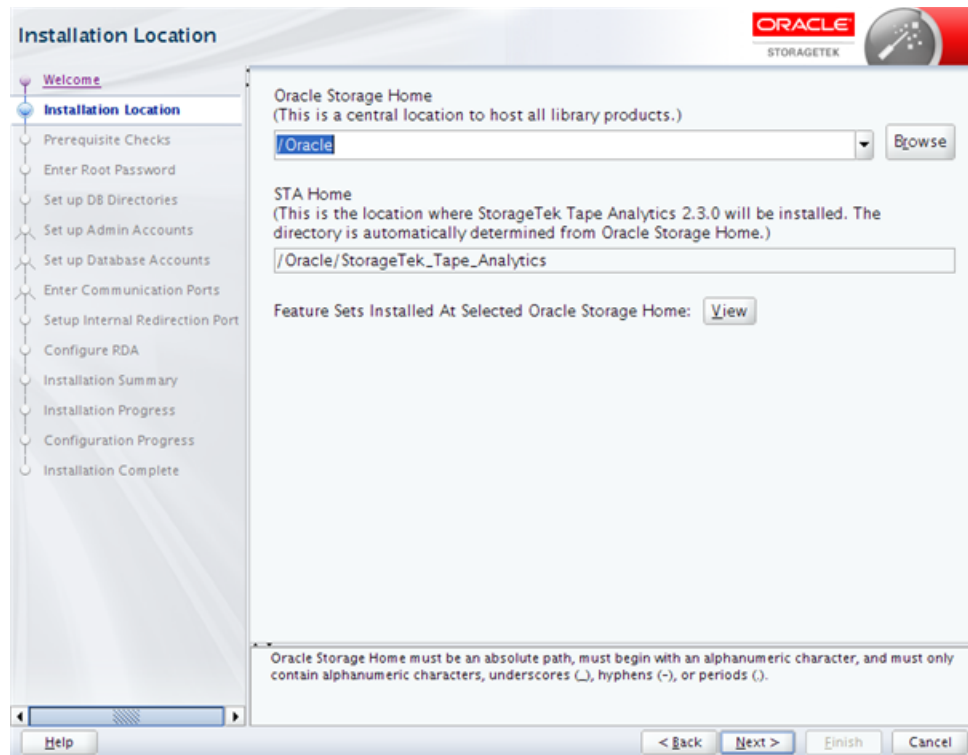 Installation Location
ORACLE
STORAGETEK
Welcome
Installation Location
Prerequisite Checks
Enter Root Password
Set up DB Directories
Set up Admin Accounts
Set up Database Accounts
Enter Communication Ports
Setup Internal Redirection Port
Configure RDA
Installation Summary
Installation Progress
Configuration Progress
Installation Complete
Oracle Storage Home
(This is a central location to host all library products.)
/Oracle
Browse
STA Home
(This is the location where StorageTek Tape Analytics 2.3.0 will be installed. The
directory is automatically determined from Oracle Storage Home.)
/Oracle/StorageTek_Tape_Analytics
Feature Sets Installed At Selected Oracle Storage Home: View
Oracle Storage Home must be an absolute path, must begin with an alphanumeric character, and must only
contain alphanumeric characters, underscores (_), hyphens (-), or periods (.).
Help
< Back
Next >
Finish
Cancel